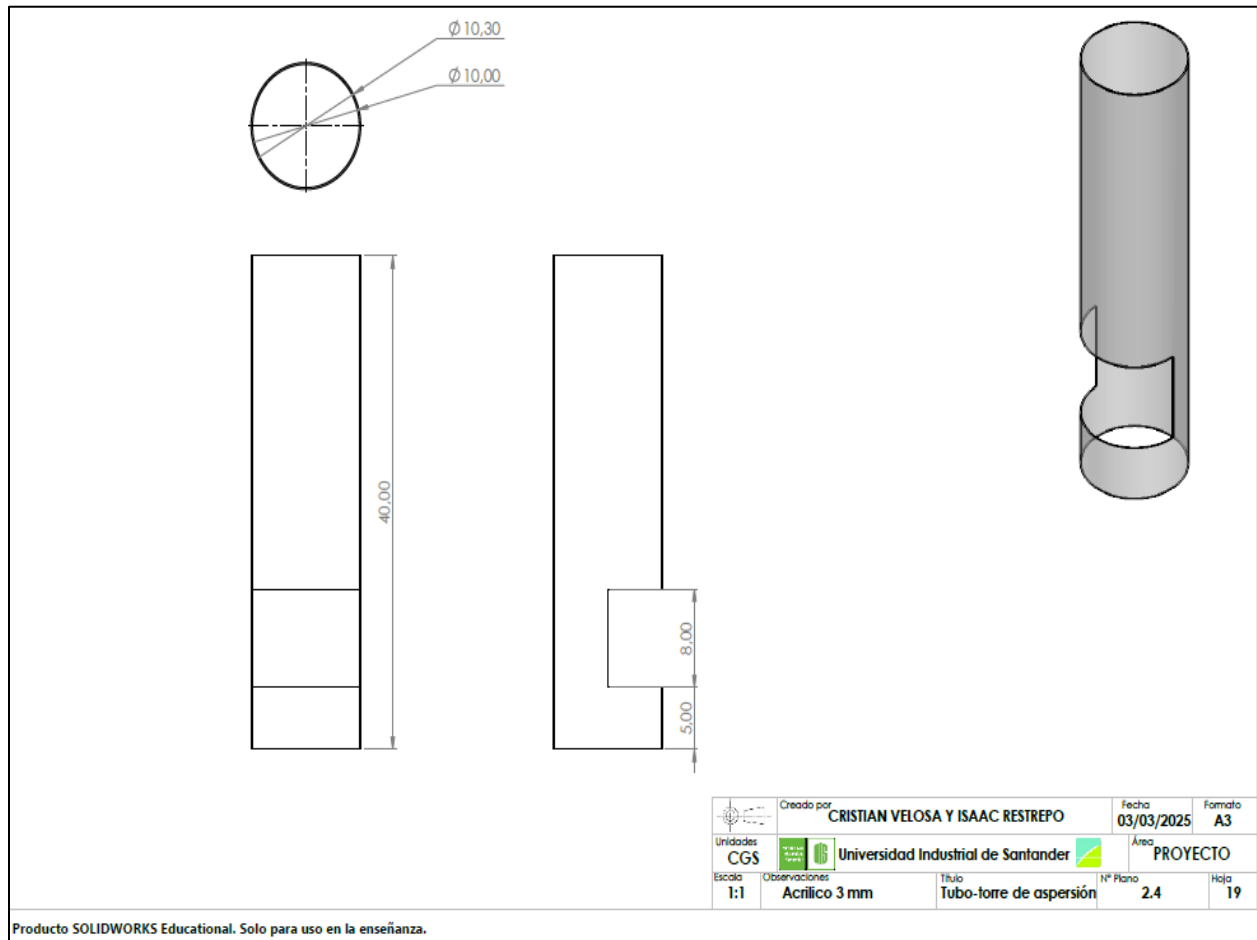 Ø10,30
Ø10,00
40,00
8,00
5,00
Creado por
CRISTIAN VELOSA Y ISAAC RESTREPO
Fecha
03/03/2025
Formato
A3
Unidades
CGS
Universidad Industrial de Santander
Área
PROYECTO
Escala
1:1
Observaciones
Acrilico 3 mm
Título
Tubo-torre de aspersión
N° Plano
2.4
Hoja
19
Producto SOLIDWORKS Educational. Solo para uso en la enseñanza.